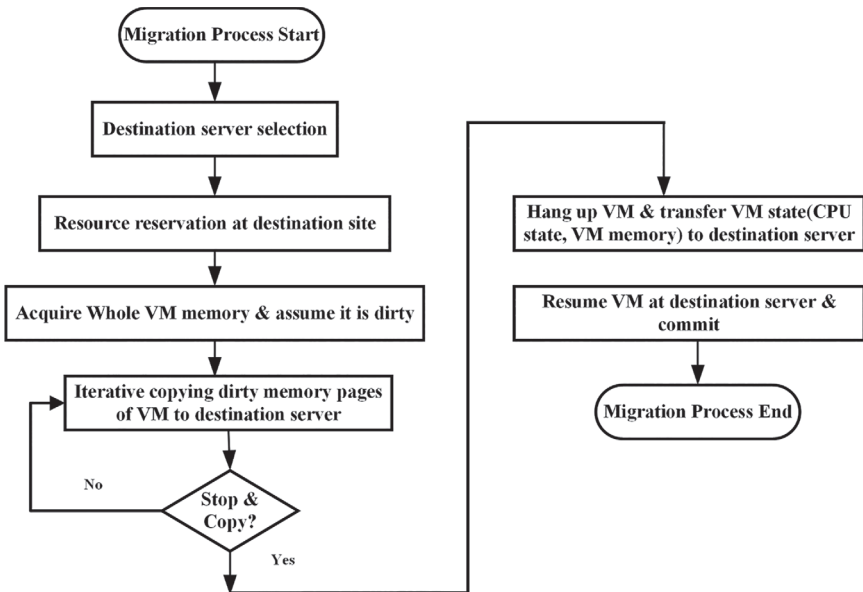 Migration Process Start
Destination server selection
Resource reservation at destination site
Acquire Whole VM memory & assume it is dirty
Iterative copying dirty memory pages
of VM to destination server
No
Stop &
Copy?
Yes
Hang up VM & transfer VM state(CPU
state, VM memory) to destination server
Resume VM at destination server &
commit
Migration Process End